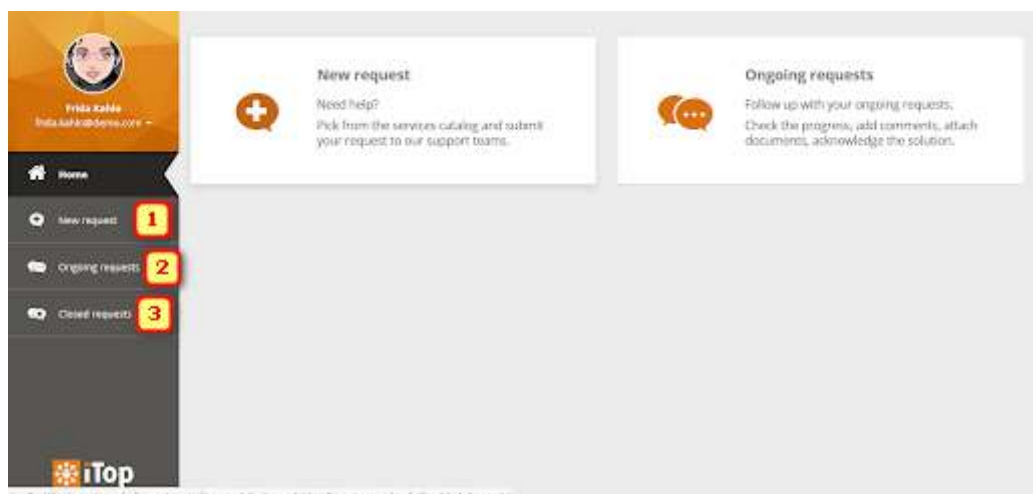 Frida Kahlo
frida.kahlo@demo.com
Home
New request
1
Ongoing requests
2
Closed requests
3
iTop
New request
Need help?
Pick from the services catalog and submit
your request to our support teams.
Ongoing requests
Follow up with your ongoing requests.
Check the progress, add comments, attach
documents, acknowledge the solution.